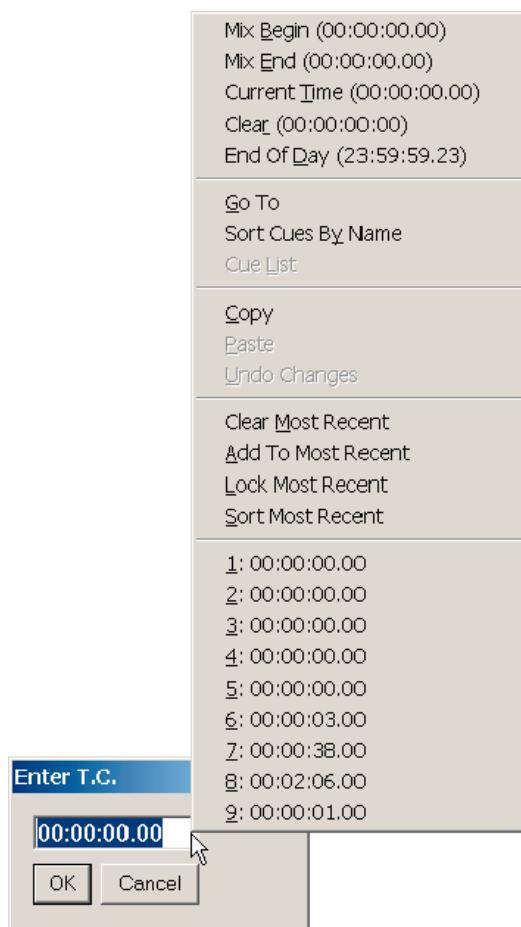 Mix Begin (00:00:00.00)
Mix End (00:00:00.00)
Current Time (00:00:00.00)
Clear (00:00:00:00)
End Of Day (23:59:59.23)
Go To
Sort Cues By Name
Cue List
Copy
Paste
Undo Changes
Clear Most Recent
Add To Most Recent
Lock Most Recent
Sort Most Recent
1: 00:00:00.00
2: 00:00:00.00
3: 00:00:00.00
4: 00:00:00.00
5: 00:00:00.00
6: 00:00:03.00
7: 00:00:38.00
8: 00:02:06.00
9: 00:00:01.00
Enter T.C.
00:00:00.00
OK Cancel